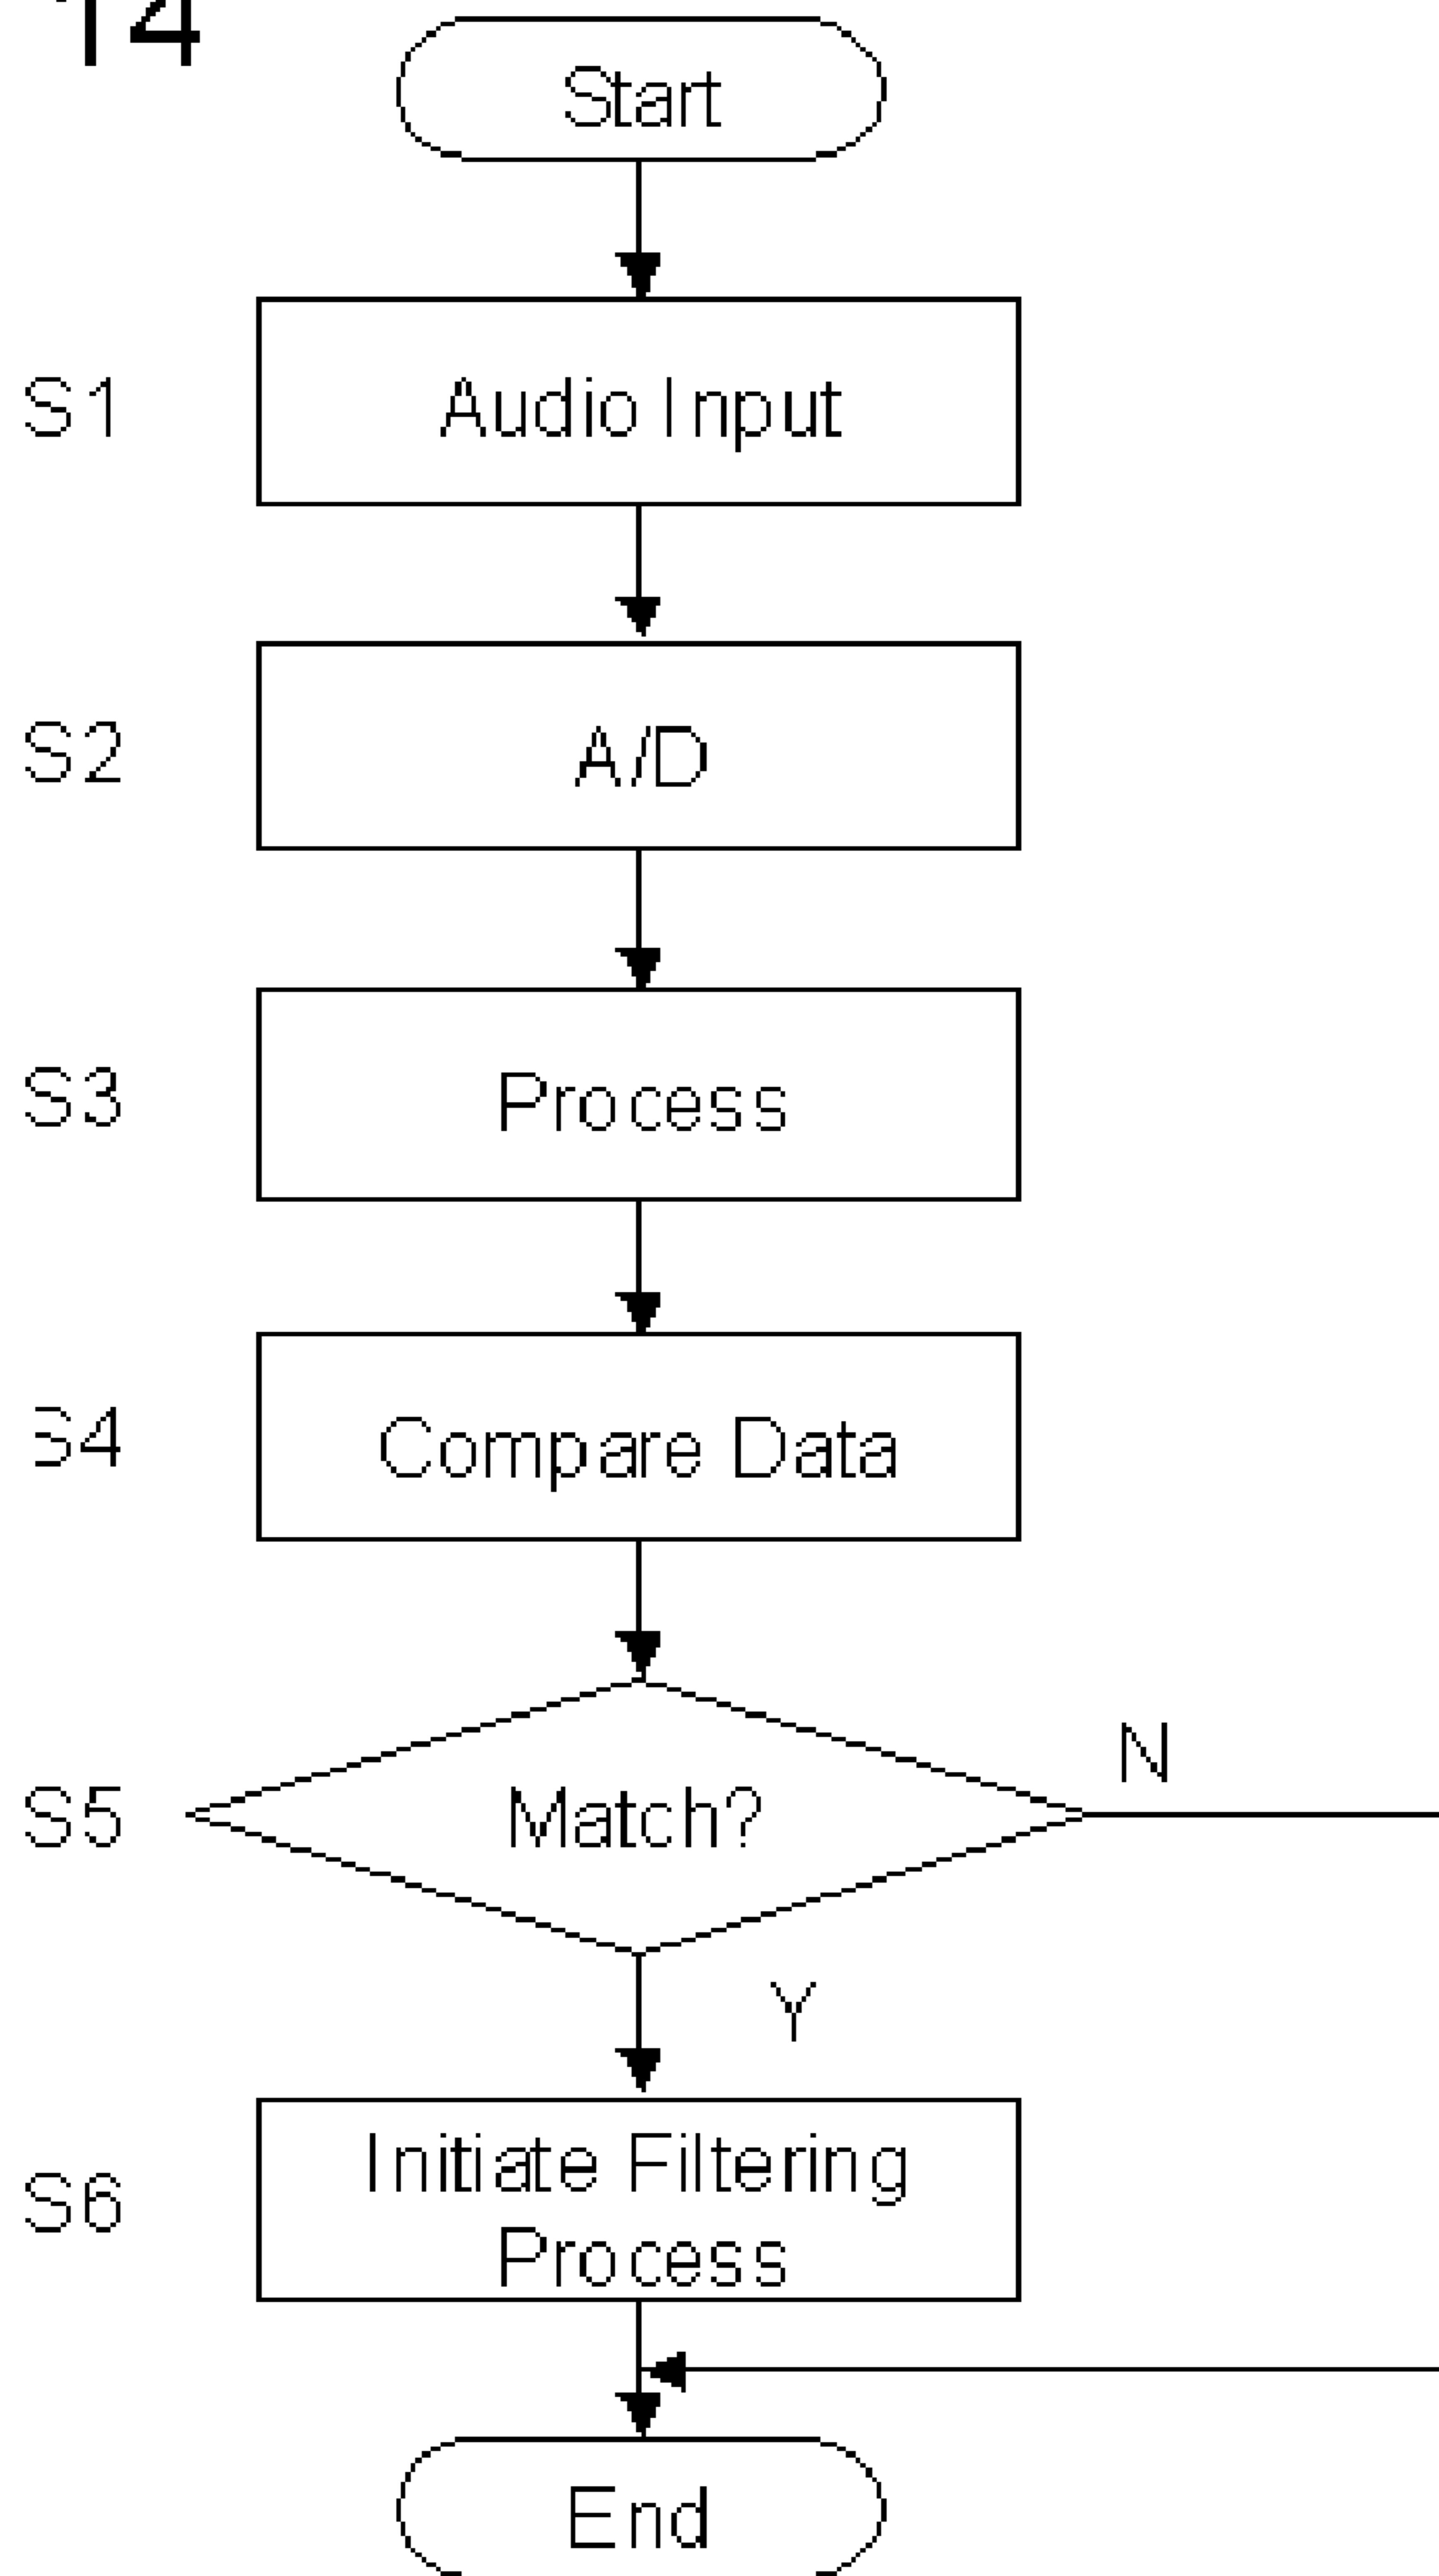 14
Start
S1
Audio Input
S2
A/D
S3
Process
S4
Compare Data
S5
Match?
N
Y
S6
Initiate Filtering
Process
End